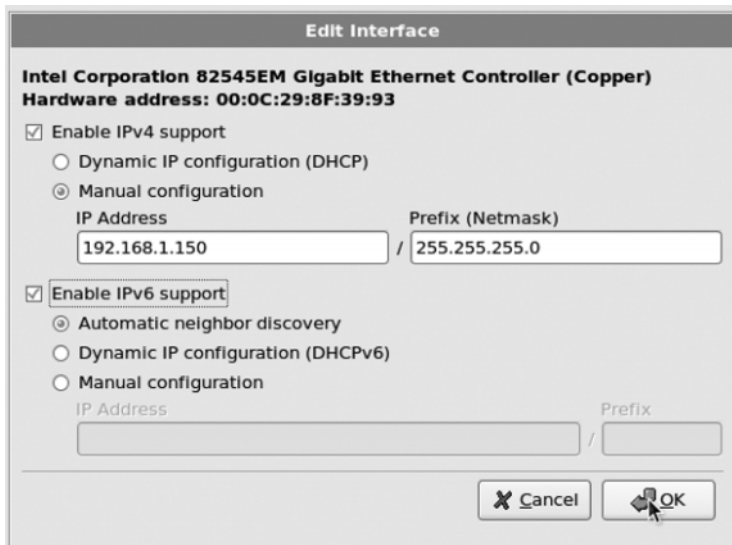 Edit Interface
Intel Corporation 82545EM Gigabit Ethernet Controller (Copper)
Hardware address: 00:0C:29:8F:39:93
Enable IPv4 support
Dynamic IP configuration (DHCP)
Manual configuration
IP Address Prefix (Netmask)
192.168.1.150 / 255.255.255.0
Enable IPv6 support
Automatic neighbor discovery
Dynamic IP configuration (DHCPv6)
Manual configuration
IP Address Prefix
/
Cancel OK